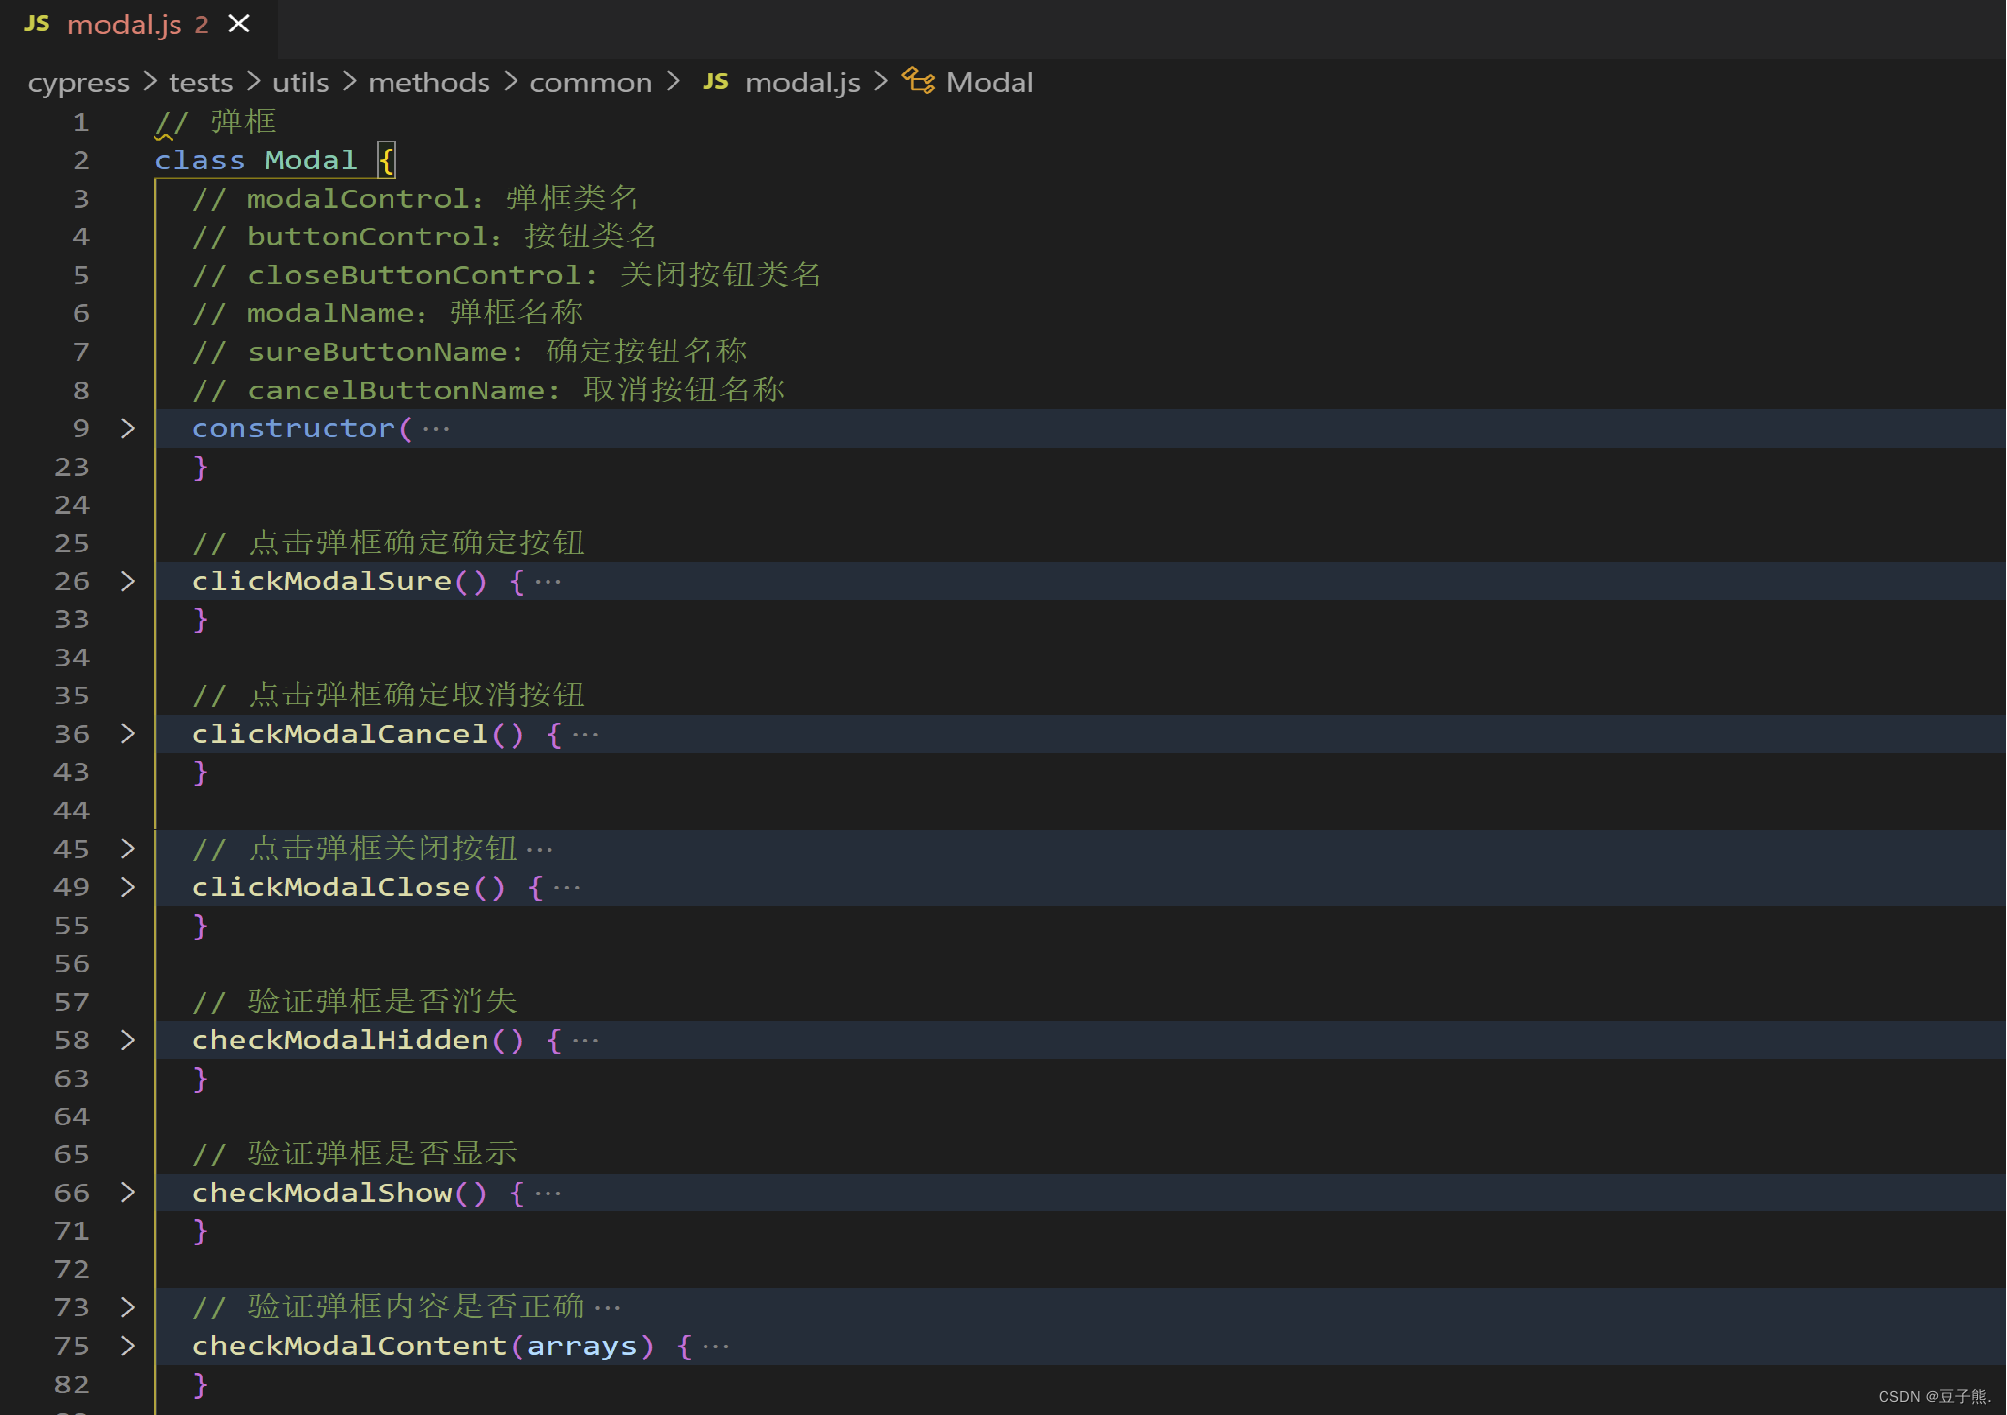 JS modal.js 2
cypress > tests > utils > methods > common > JS modal.js > Modal
1 // 弹框
2 class Modal {
3 // modalControl：弹框类名
4 // buttonControl：按钮类名
5 // closeButtonControl：关闭按钮类名
6 // modalName：弹框名称
7 // sureButtonName：确定按钮名称
8 // cancelButtonName：取消按钮名称
9 > constructor( ···
23 }
24
25 // 点击弹框确定确定按钮
26 > clickModalSure() { ···
33 }
34
35 // 点击弹框确定取消按钮
36 > clickModalCancel() { ···
43 }
44
45 > // 点击弹框关闭按钮 ···
49 > clickModalClose() { ···
55 }
56
57 // 验证弹框是否消失
58 > checkModalHidden() { ···
63 }
64
65 // 验证弹框是否显示
66 > checkModalShow() { ···
71 }
72
73 > // 验证弹框内容是否正确 ···
75 > checkModalContent(arrays) { ···
82 }
CSDN @豆子熊.